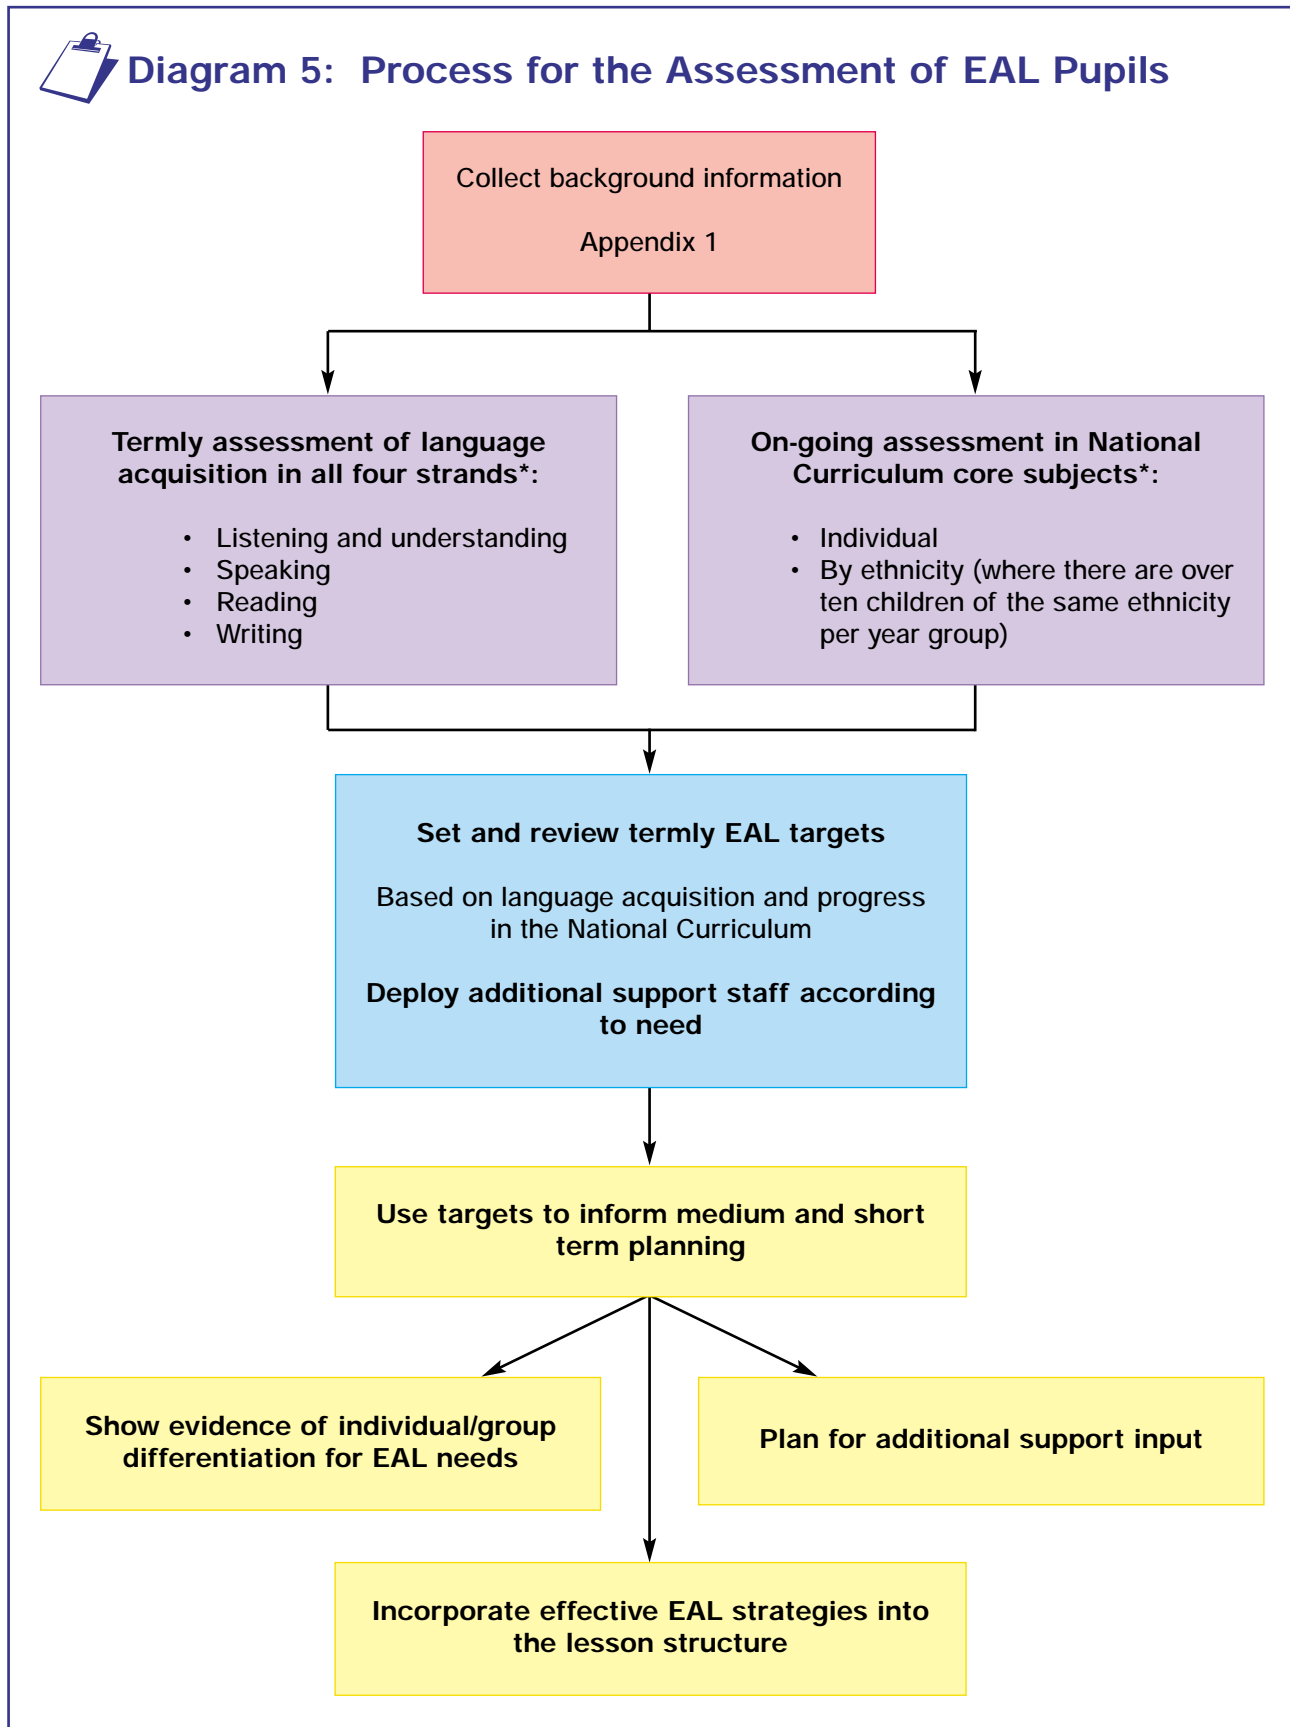 Diagram 5: Process for the Assessment of EAL Pupils
Collect background information
Appendix 1
Termly assessment of language
acquisition in all four strands*:
• Listening and understanding
• Speaking
• Reading
• Writing
On-going assessment in National
Curriculum core subjects*:
• Individual
• By ethnicity (where there are over
ten children of the same ethnicity
per year group)
Set and review termly EAL targets
Based on language acquisition and progress
in the National Curriculum
Deploy additional support staff according
to need
Use targets to inform medium and short
term planning
Show evidence of individual/group
differentiation for EAL needs
Plan for additional support input
Incorporate effective EAL strategies into
the lesson structure